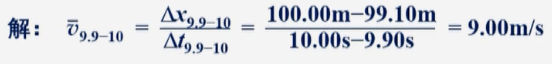 解： v̅₉.₉₋₁₀ = Δx₉.₉₋₁₀ / Δt₉.₉₋₁₀ = (100.00m−99.10m) / (10.00s−9.90s) = 9.00m/s